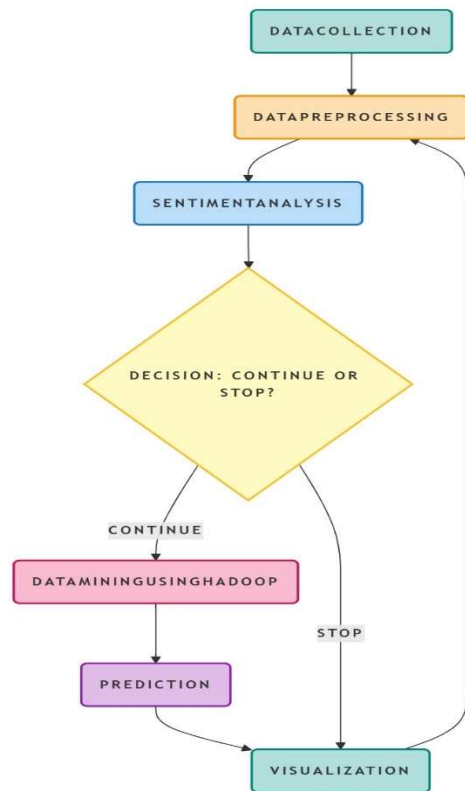 DATACOLLECTION
DATAPREPROCESSING
SENTIMENTANALYSIS
DECISION: CONTINUE OR
STOP?
CONTINUE
DATAMININGUSINGHADOOP
STOP
PREDICTION
VISUALIZATION